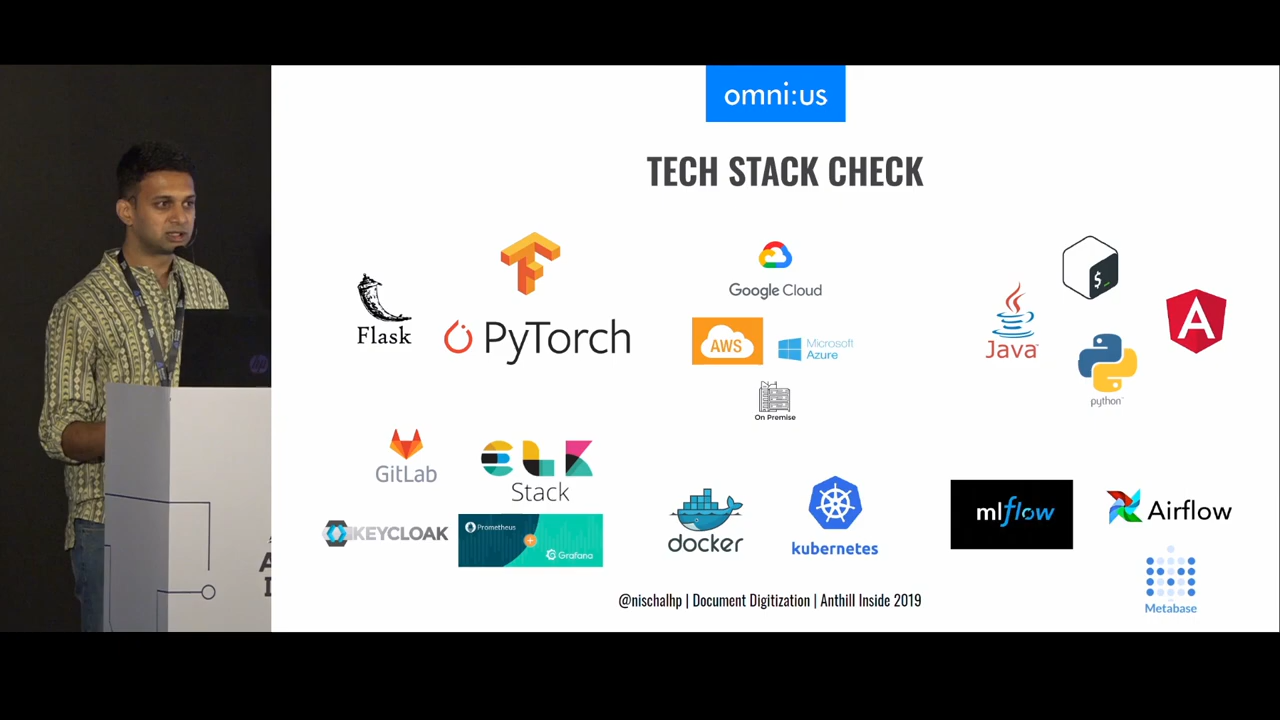 omni:us
TECH STACK CHECK
Flask
PyTorch
Google Cloud
AWS
Microsoft
Azure
On Premise
Java
$
python
A
GitLab
ELK
Stack
KEYCLOAK
Prometheus
+
Grafana
docker
kubernetes
mlflow
Airflow
Metabase
@nischalhp | Document Digitization | Anthill Inside 2019